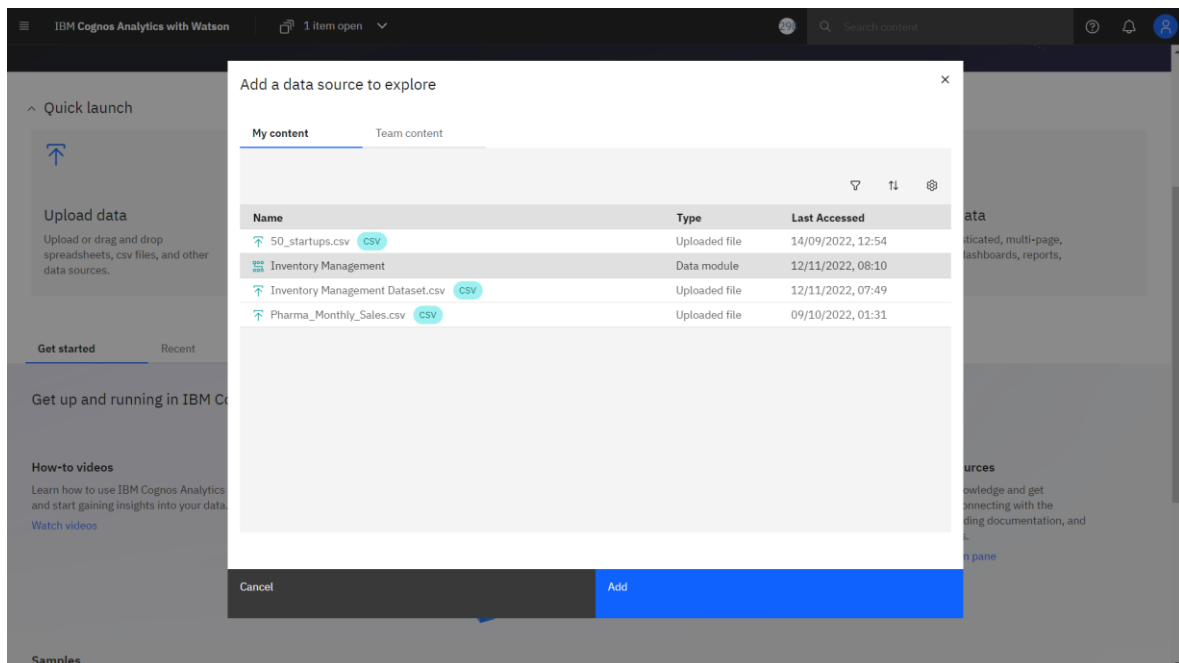 IBM Cognos Analytics with Watson
1 item open
Search content
Add a data source to explore
Quick launch
My content
Team content
Upload data
Upload or drag and drop
spreadsheets, csv files, and other
data sources.
ata
sticated, multi-page,
dashboards, reports,
Name Type Last Accessed
50_startups.csv CSV Uploaded file 14/09/2022, 12:54
Inventory Management Data module 12/11/2022, 08:10
Inventory Management Dataset.csv CSV Uploaded file 12/11/2022, 07:49
Pharma_Monthly_Sales.csv CSV Uploaded file 09/10/2022, 01:31
Get started
Recent
Get up and running in IBM Co
How-to videos
Learn how to use IBM Cognos Analytics
and start gaining insights into your data.
Watch videos
urces
owledge and get
onnecting with the
ding documentation, and
s.
n pane
Cancel
Add
Samples